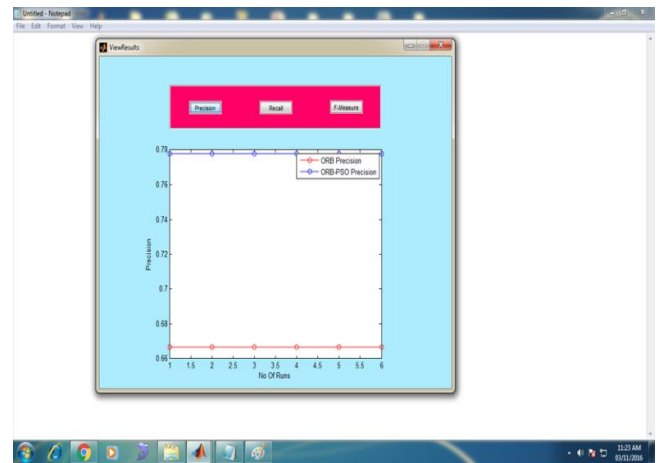 Untitled - Notepad
File Edit Format View Help
ViewResults
Precision Recall F-Measure
0.78
0.76
0.74
0.72
0.7
0.68
0.66
Precision
ORB Precision
ORB-PSO Precision
1 1.5 2 2.5 3 3.5 4 4.5 5 5.5 6
No Of Runs
11:23 AM
03/11/2016